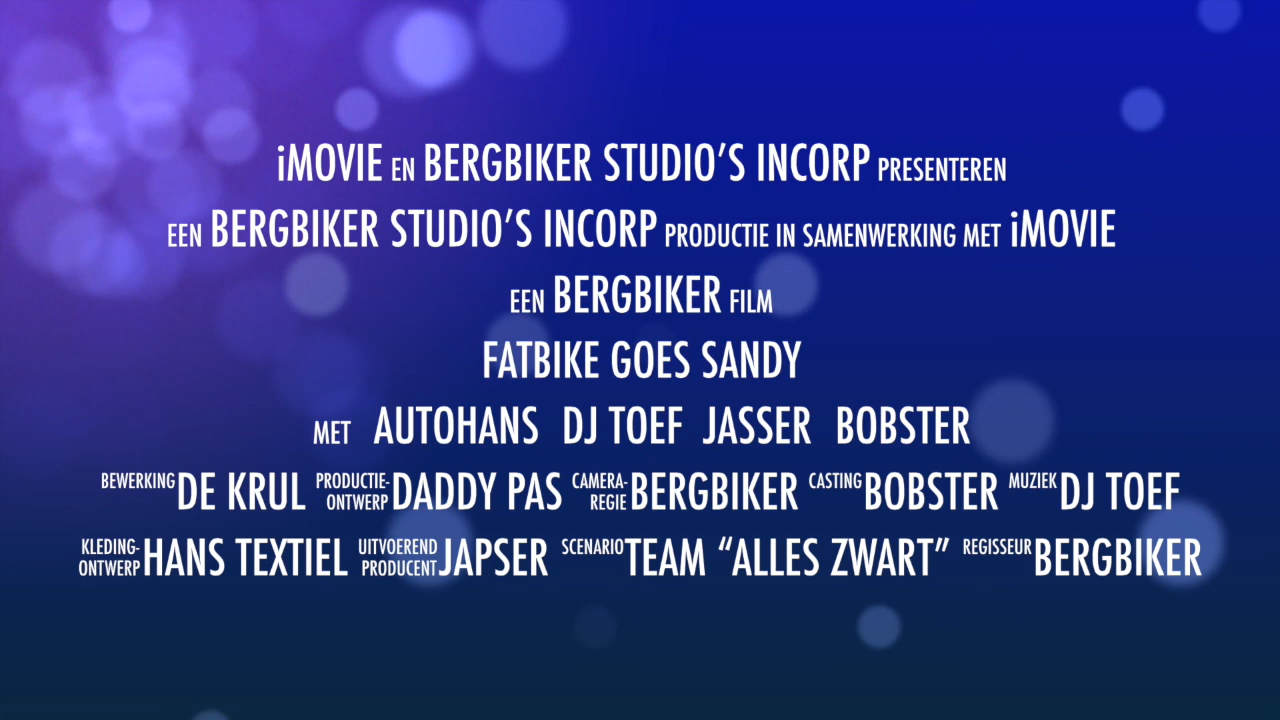 iMOVIE EN BERGBIKER STUDIO’S INCORP PRESENTEREN
EEN BERGBIKER STUDIO’S INCORP PRODUCTIE IN SAMENWERKING MET iMOVIE
EEN BERGBIKER FILM
FATBIKE GOES SANDY
MET AUTOHANS DJ TOEF JASSER BOBSTER
BEWERKING DE KRUL PRODUCTIE-ONTWERP DADDY PAS CAMERA-REGIE BERGBIKER CASTING BOBSTER MUZIEK DJ TOEF
KLEDING-ONTWERP HANS TEXTIEL UITVOEREND PRODUCENT JAPSER SCENARIO TEAM “ALLES ZWART” REGISSEUR BERGBIKER